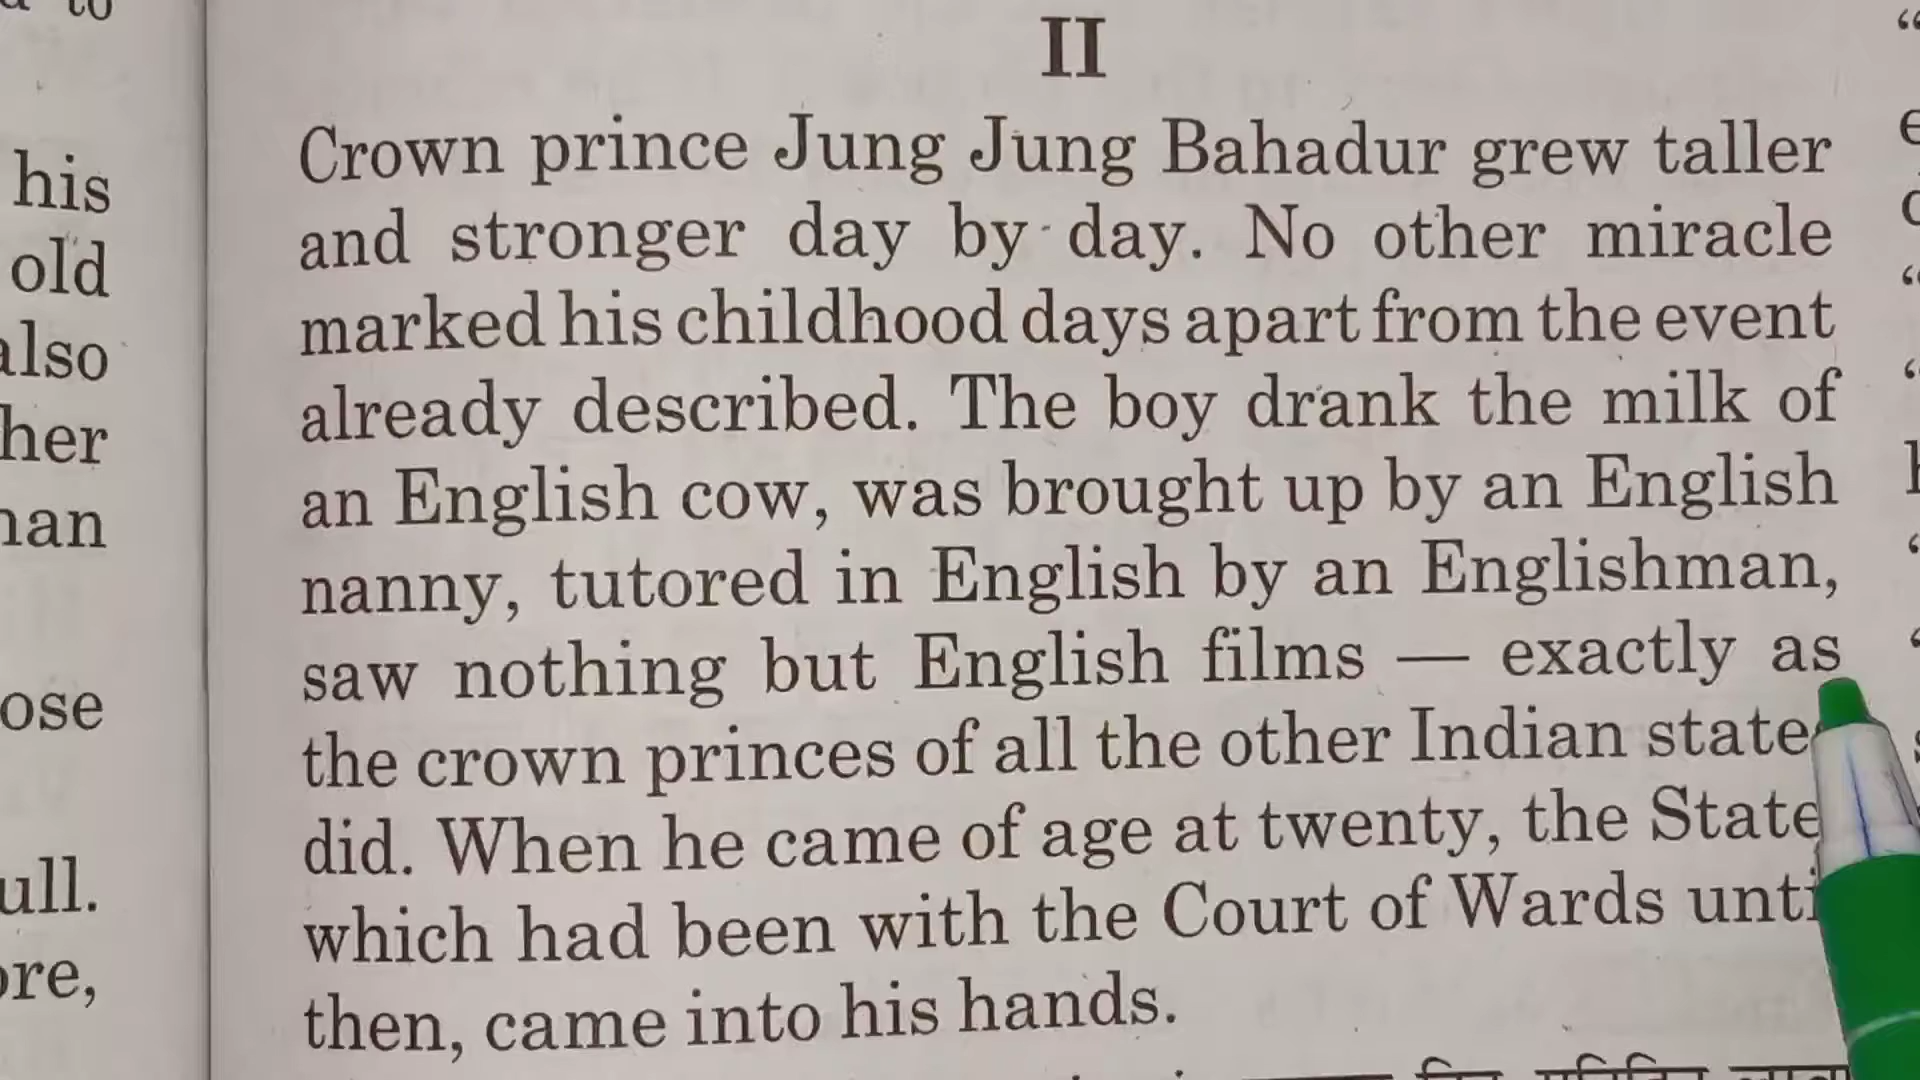 to
his
old
also
her
ose
II
Crown prince Jung Jung Bahadur grew taller
and stronger day by day. No other miracle
marked his childhood days apart from the event
already described. The boy drank the milk of
an English cow, was brought up by an English
nanny, tutored in English by an Englishman,
saw nothing but English films — exactly as
the crown princes of all the other Indian state
did. When he came of age at twenty, the State
which had been with the Court of Wards unti
then, came into his hands.